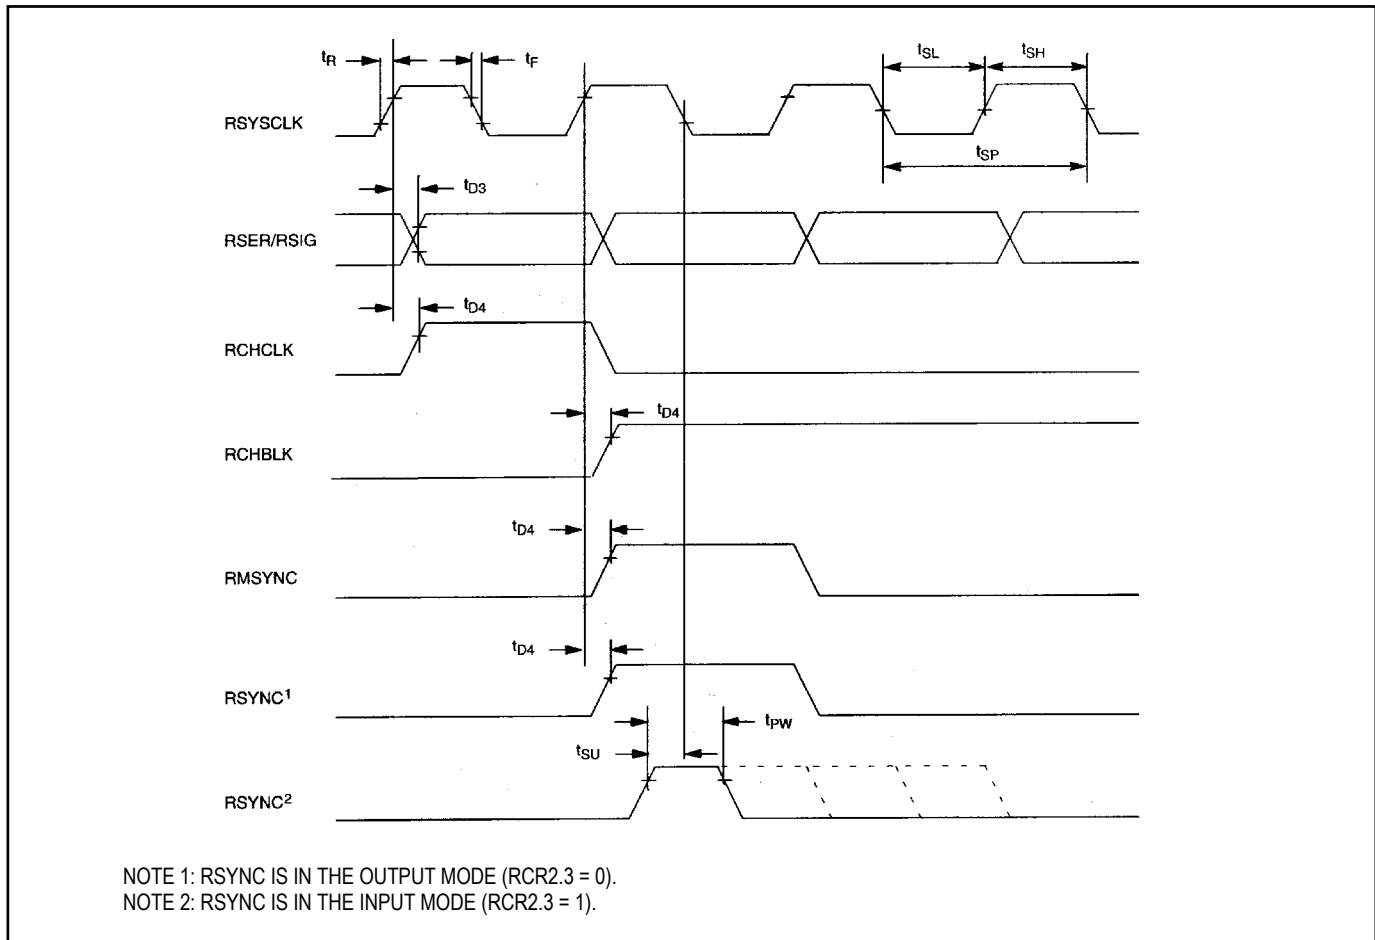 tR tF tSL tSH
RSYSCLK
tSP
tD3
RSER/RSIG
tD4
RCHCLK
tD4
RCHBLK
tD4
RMSYNC
tD4
RSYNC1
tPW
tSU
RSYNC2
NOTE 1: RSYNC IS IN THE OUTPUT MODE (RCR2.3 = 0).
NOTE 2: RSYNC IS IN THE INPUT MODE (RCR2.3 = 1).